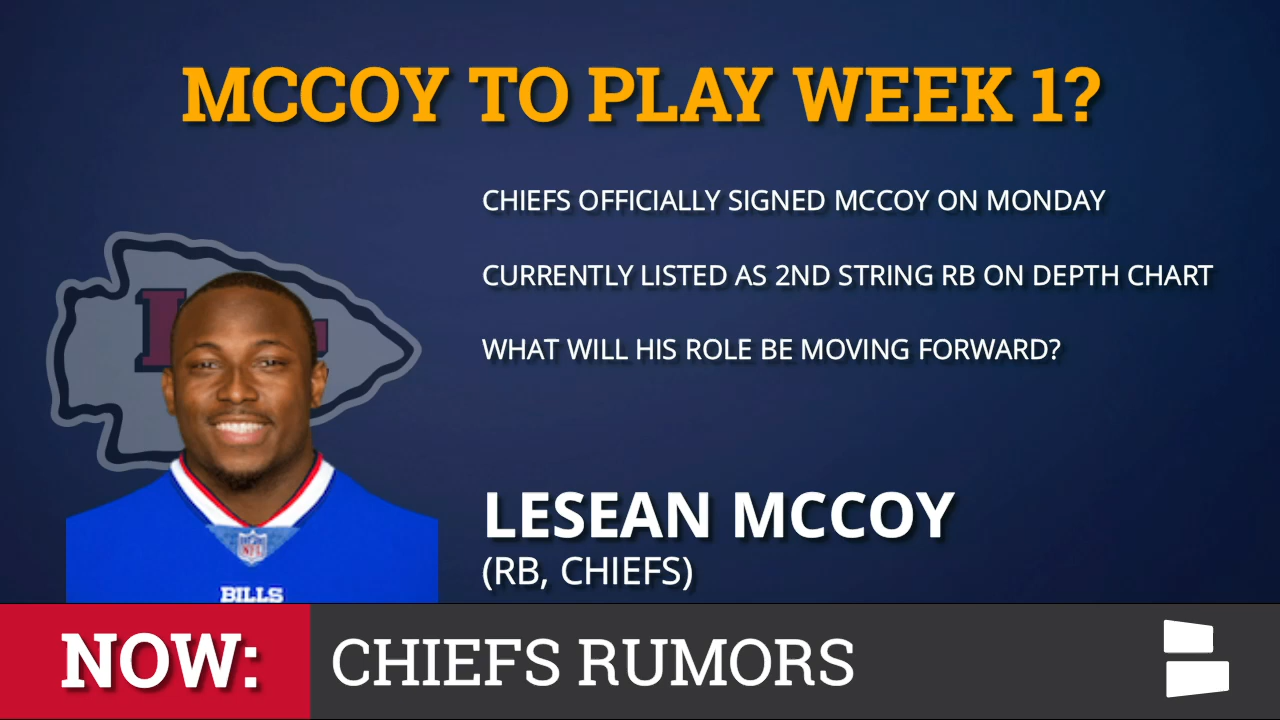 MCCOY TO PLAY WEEK 1?
CHIEFS OFFICIALLY SIGNED MCCOY ON MONDAY
CURRENTLY LISTED AS 2ND STRING RB ON DEPTH CHART
WHAT WILL HIS ROLE BE MOVING FORWARD?
LESEAN MCCOY
(RB, CHIEFS)
NFL
BILLS
NOW: CHIEFS RUMORS